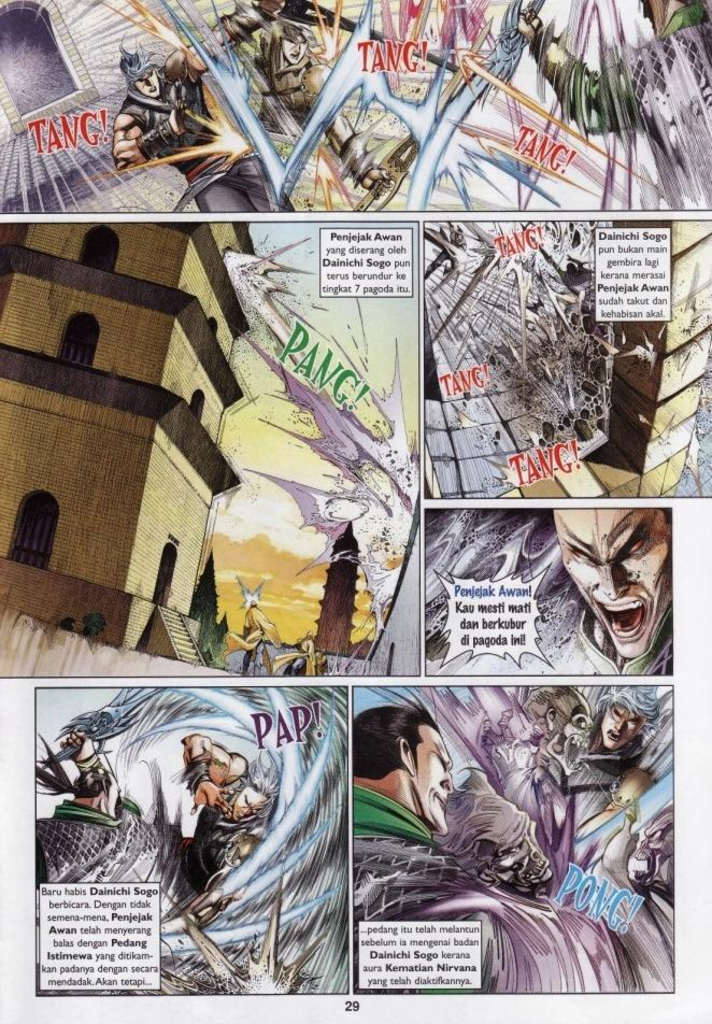 TANG!
TANG!
TANG!
Penjejak Awan
yang diserang oleh
Dainichi Sogo pun
terus berundur ke
tingkat 7 pagoda itu.
PANG!
TANG!
Dainichi Sogo
pun bukan main
gembira lagi
kerana merasai
Penjejak Awan
sudah takut dan
kehabisan akal.
TANG!
TANG!
Penjejak Awan!
Kau mesti mati
dan berkubur
di pagoda ini!
PAP!
Baru habis Dainichi Sogo
berbicara. Dengan tidak
semena-mena, Penjejak
Awan telah menyerang
balas dengan Pedang
Istimewa yang ditikam-
kan padanya dengan secara
mendadak. Akan tetapi...
PONG!
...pedang itu telah melantun
sebelum ia mengenai badan
Dainichi Sogo kerana
aura Kematian Nirvana
yang telah diaktifkannya.
29